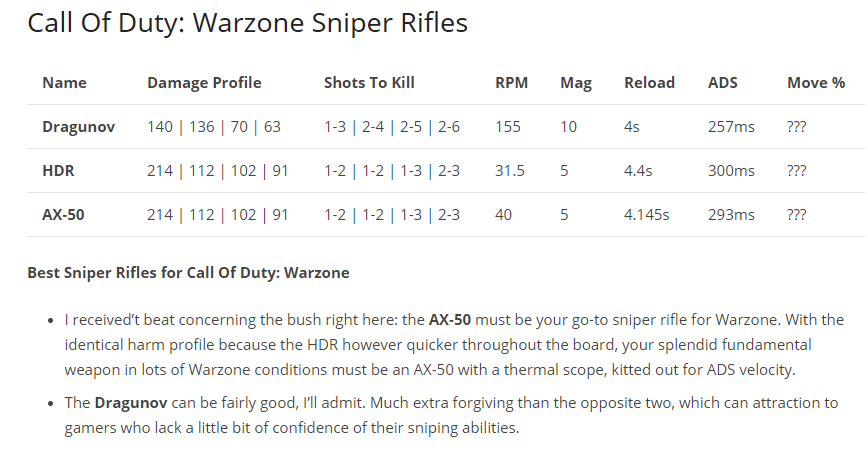 Call Of Duty: Warzone Sniper Rifles
Name Damage Profile Shots To Kill RPM Mag Reload ADS Move %
Dragunov 140 | 136 | 70 | 63 1-3 | 2-4 | 2-5 | 2-6 155 10 4s 257ms ???
HDR 214 | 112 | 102 | 91 1-2 | 1-2 | 1-3 | 2-3 31.5 5 4.4s 300ms ???
AX-50 214 | 112 | 102 | 91 1-2 | 1-2 | 1-3 | 2-3 40 5 4.145s 293ms ???
Best Sniper Rifles for Call Of Duty: Warzone
• I received’t beat concerning the bush right here: the AX-50 must be your go-to sniper rifle for Warzone. With the
identical harm profile because the HDR however quicker throughout the board, your splendid fundamental
weapon in lots of Warzone conditions must be an AX-50 with a thermal scope, kitted out for ADS velocity.
• The Dragunov can be fairly good, I’ll admit. Much extra forgiving than the opposite two, which can attraction to
gamers who lack a little bit of confidence of their sniping abilities.